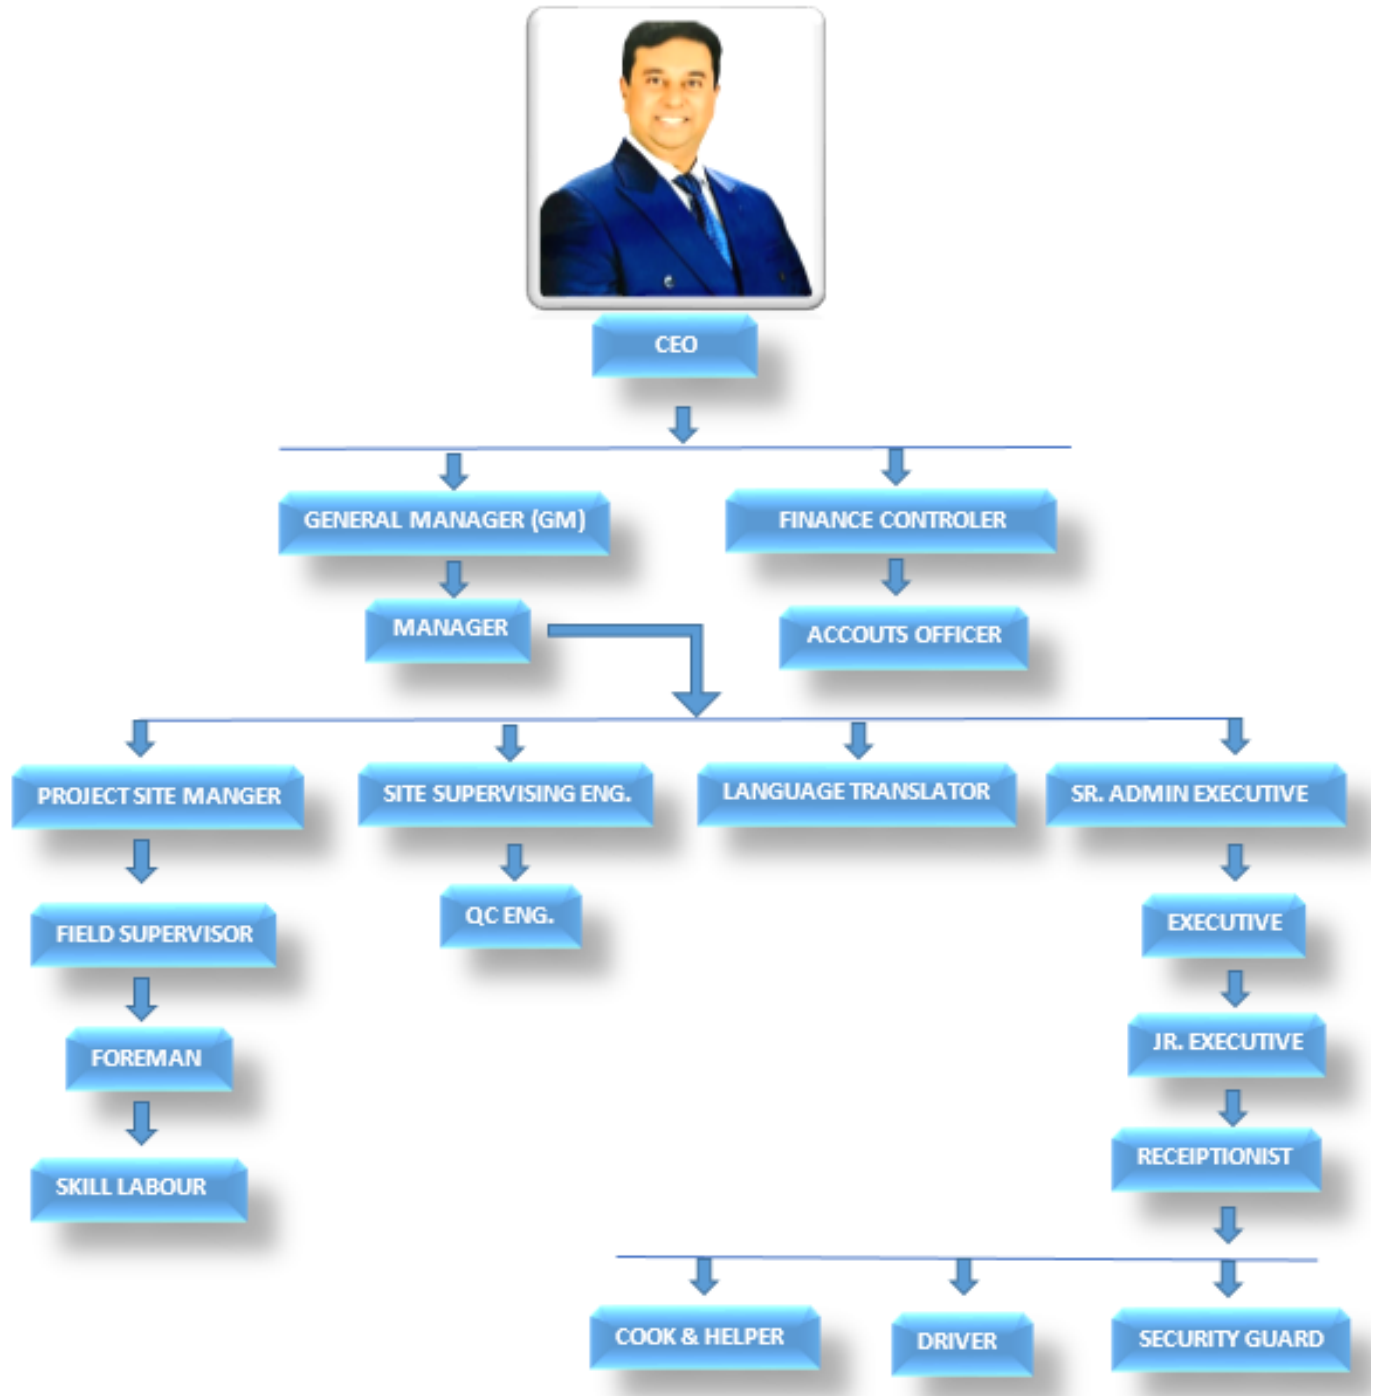 CEO
GENERAL MANAGER (GM)
FINANCE CONTROLER
MANAGER
ACCOUTS OFFICER
PROJECT SITE MANGER
SITE SUPERVISING ENG.
LANGUAGE TRANSLATOR
SR. ADMIN EXECUTIVE
FIELD SUPERVISOR
QC ENG.
EXECUTIVE
FOREMAN
JR. EXECUTIVE
SKILL LABOUR
RECEIPTIONIST
COOK & HELPER
DRIVER
SECURITY GUARD